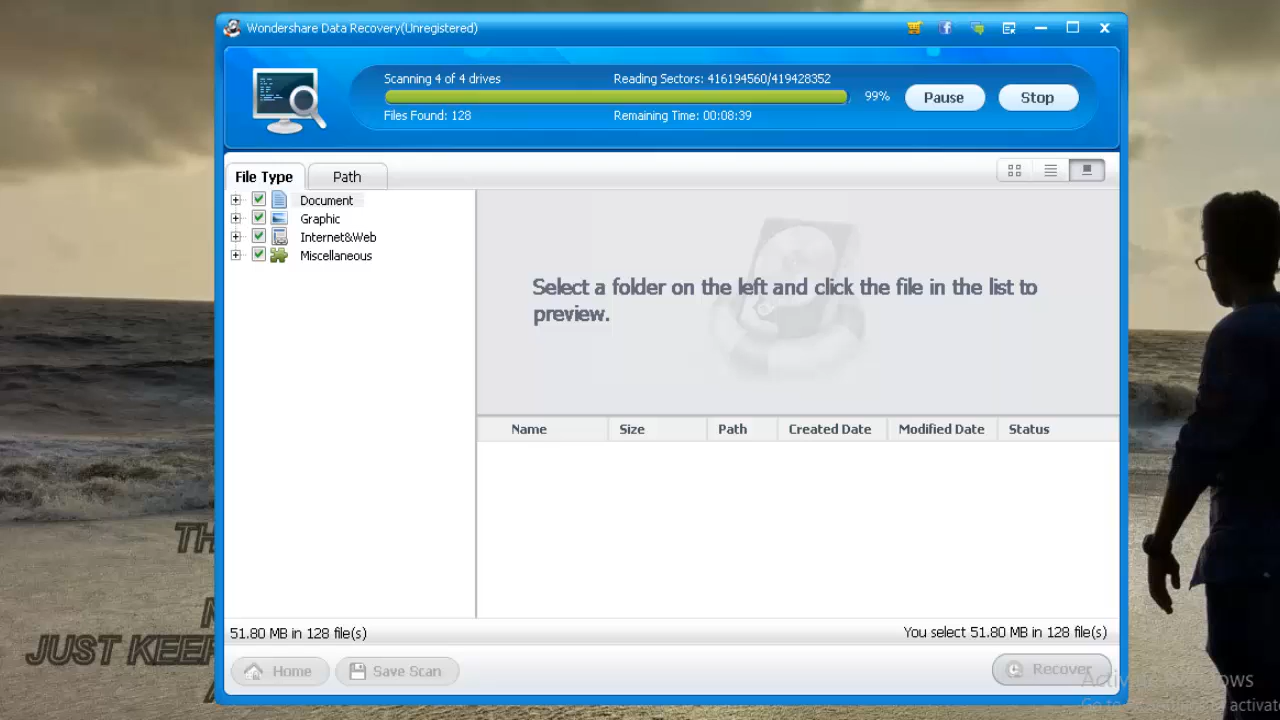 Wondershare Data Recovery(Unregistered)
Scanning 4 of 4 drives
Reading Sectors: 416194560/419428352
99%
Pause
Stop
Files Found: 128
Remaining Time: 00:08:39
File Type
Path
Document
Graphic
Internet&Web
Miscellaneous
Select a folder on the left and click the file in the list to
preview.
Name Size Path Created Date Modified Date Status
51.80 MB in 128 file(s)
You select 51.80 MB in 128 file(s)
Home
Save Scan
Recover
TH
JUST KEEP